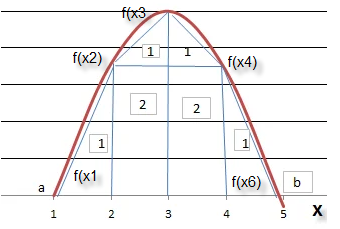 f(x3
f(x2) 1 1 f(x4)
2 2
1 1
a f(x1 f(x6) b
1 2 3 4 5 X